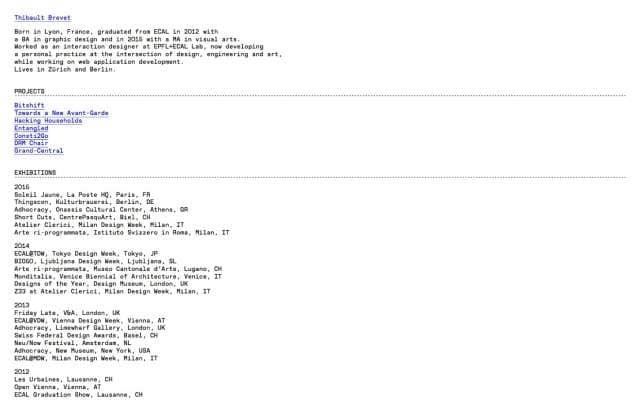 Thibault Brevet
Born in Lyon, France, graduated from ECAL in 2012 with
a BA in graphic design and in 2015 with a MA in visual arts.
Worked as an interaction designer at EPFL+ECAL Lab, now developing
a personal practice at the intersection of design, engineering and art,
while working on web application development.
Lives in Zürich and Berlin.
PROJECTS
Bitshift
Towards a New Avant-Garde
Hacking Households
Entangled
Consti2Go
DRM Chair
Grand-Central
EXHIBITIONS
2015
Soleil Jaune, La Poste HQ, Paris, FR
Thingscon, Kulturbrauerei, Berlin, DE
Adhocracy, Onassis Cultural Center, Athens, GR
Short Cuts, CentrePasquArt, Biel, CH
Atelier Clerici, Milan Design Week, Milan, IT
Arte ri-programmata, Istituto Svizzero in Roma, Milan, IT
2014
ECAL@TDW, Tokyo Design Week, Tokyo, JP
BIO50, Ljubljana Design Week, Ljubljana, SL
Arte ri-programmata, Museo Cantonale d'Arte, Lugano, CH
Monditalia, Venice Biennal of Architecture, Venice, IT
Designs of the Year, Design Museum, London, UK
Z33 at Atelier Clerici, Milan Design Week, Milan, IT
2013
Friday Late, V&A, London, UK
ECAL@VDW, Vienna Design Week, Vienna, AT
Adhocracy, Limewharf Gallery, London, UK
Swiss Federal Design Awards, Basel, CH
Neu/Now Festival, Amsterdam, NL
Adhocracy, New Museum, New York, USA
ECAL@MDW, Milan Design Week, Milan, IT
2012
Les Urbaines, Lausanne, CH
Open Vienna, Vienna, AT
ECAL Graduation Show, Lausanne, CH